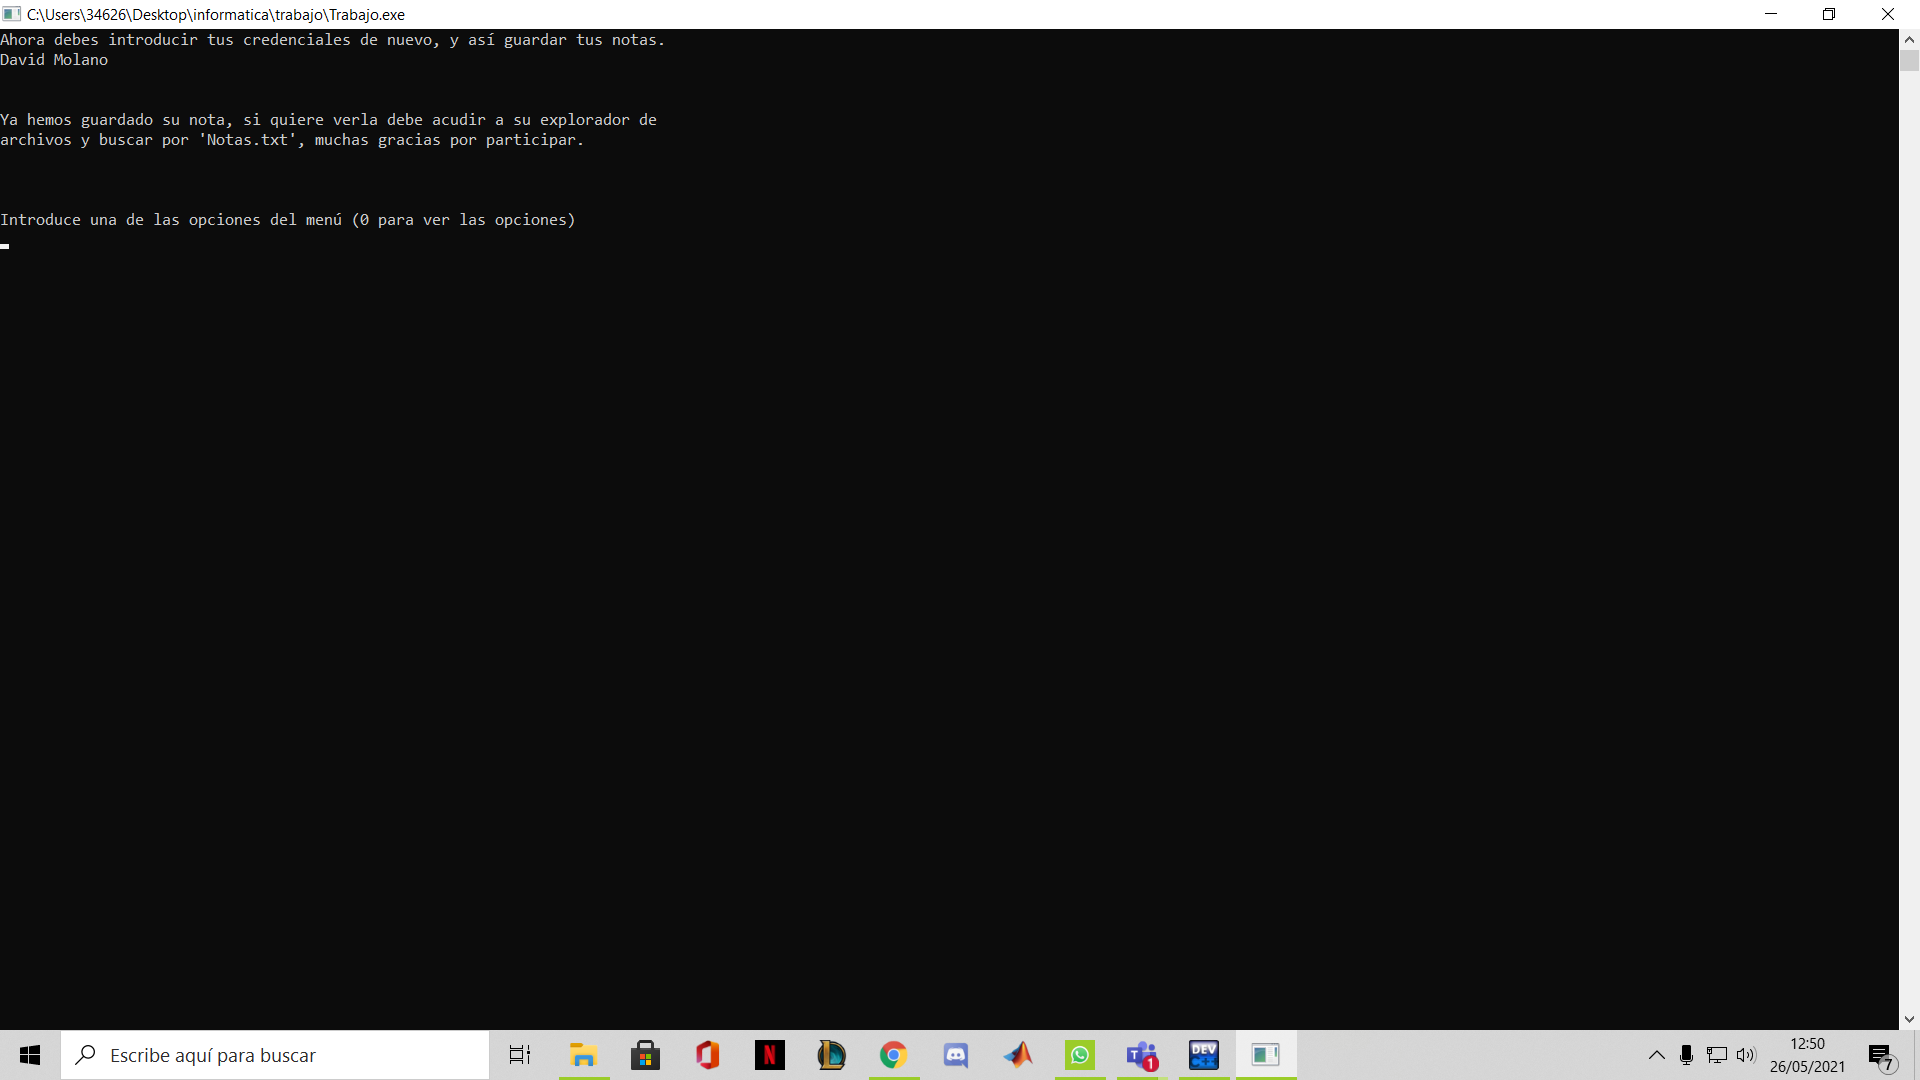 C:\Users\34626\Desktop\informatica\trabajo\Trabajo.exe
Ahora debes introducir tus credenciales de nuevo, y así guardar tus notas.
David Molano
Ya hemos guardado su nota, si quiere verla debe acudir a su explorador de
archivos y buscar por 'Notas.txt', muchas gracias por participar.
Introduce una de las opciones del menú (0 para ver las opciones)
Escribe aquí para buscar
N
L
T
1
DEV
C++
12:50
26/05/2021
7